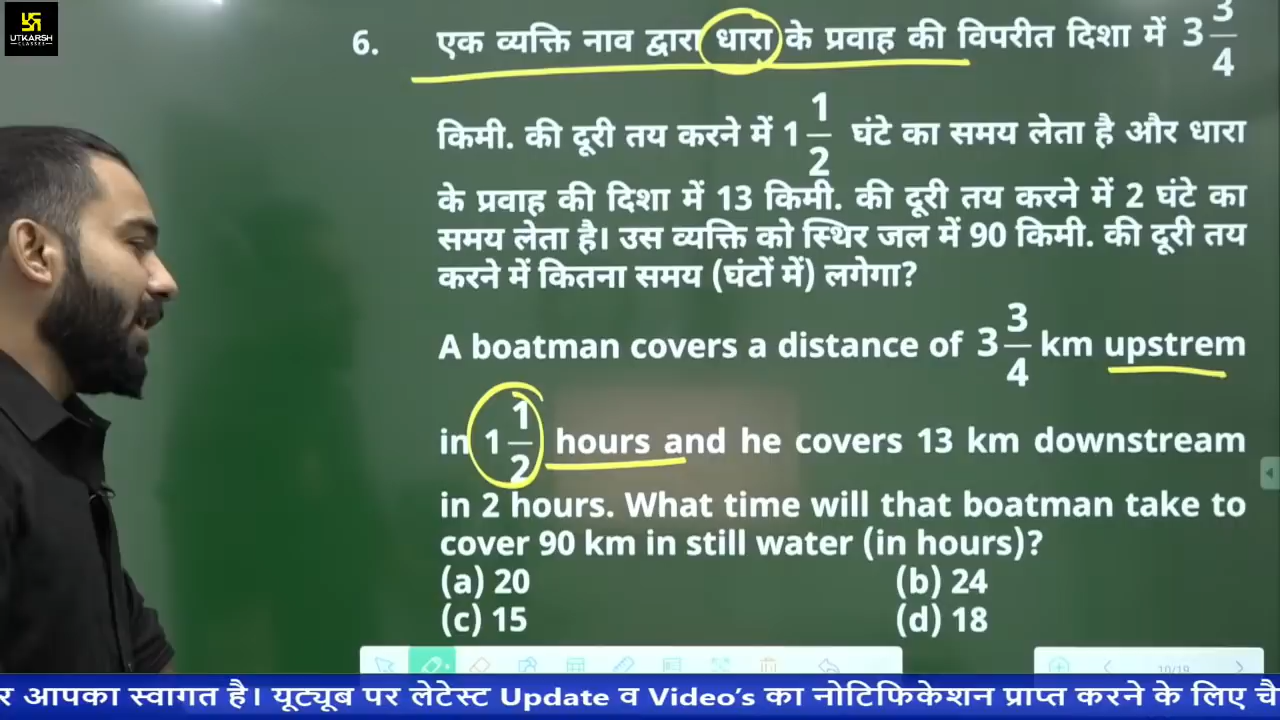 UTKARSH
CLASSES
6. एक व्यक्ति नाव द्वारा धारा के प्रवाह की विपरीत दिशा में 3 3/4
किमी. की दूरी तय करने में 1 1/2 घंटे का समय लेता है और धारा
के प्रवाह की दिशा में 13 किमी. की दूरी तय करने में 2 घंटे का
समय लेता है। उस व्यक्ति को स्थिर जल में 90 किमी. की दूरी तय
करने में कितना समय (घंटों में) लगेगा?
A boatman covers a distance of 3 3/4 km upstrem
in 1 1/2 hours and he covers 13 km downstream
in 2 hours. What time will that boatman take to
cover 90 km in still water (in hours)?
(a) 20 (b) 24
(c) 15 (d) 18
10/19
र आपका स्वागत है। यूट्यूब पर लेटेस्ट Update व Video's का नोटिफिकेशन प्राप्त करने के लिए चै